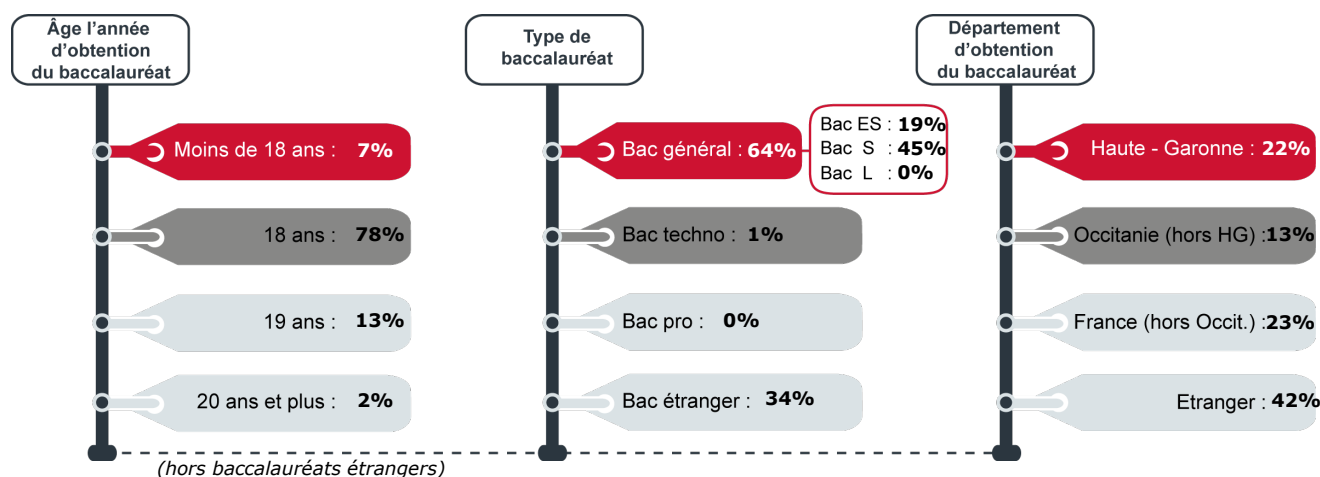 Âge l’année
d’obtention
du baccalauréat
Moins de 18 ans : 7%
18 ans : 78%
19 ans : 13%
20 ans et plus : 2%
(hors baccalauréats étrangers)
Type de
baccalauréat
Bac général : 64%
Bac ES : 19%
Bac S : 45%
Bac L : 0%
Bac techno : 1%
Bac pro : 0%
Bac étranger : 34%
Département
d’obtention
du baccalauréat
Haute - Garonne : 22%
Occitanie (hors HG) :13%
France (hors Occit.) :23%
Etranger : 42%